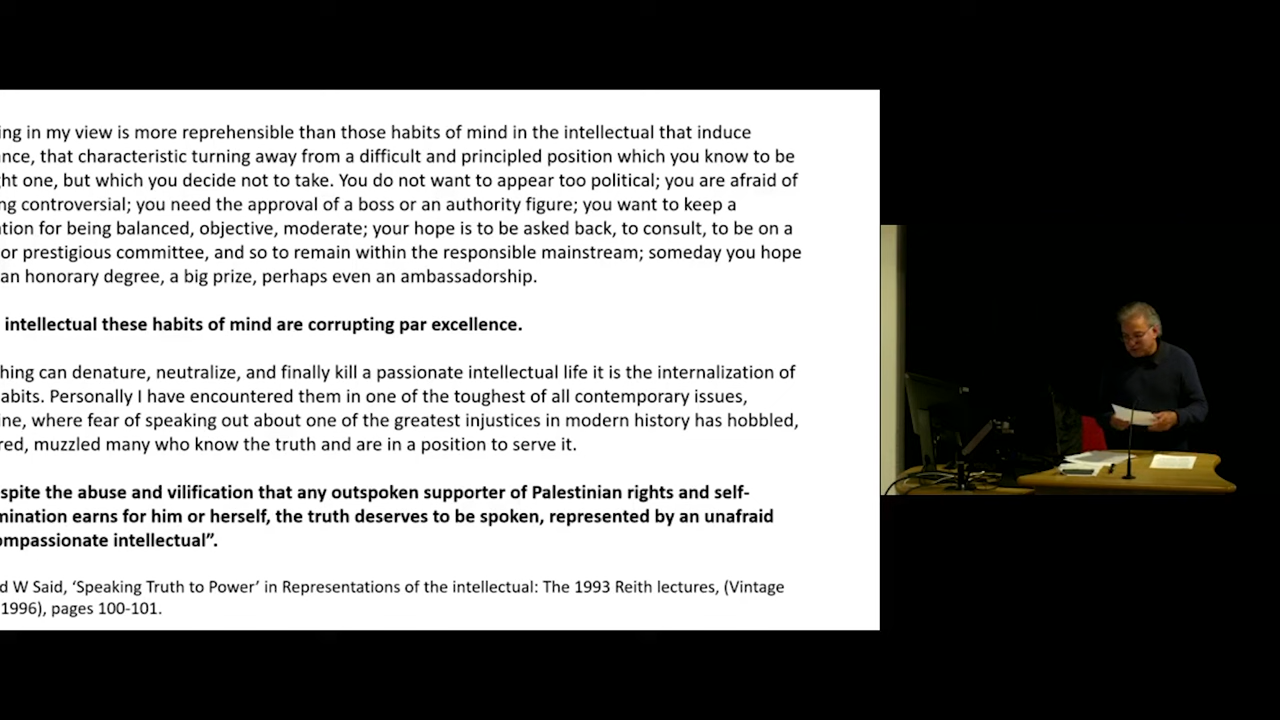 ing in my view is more reprehensible than those habits of mind in the intellectual that induce
nce, that characteristic turning away from a difficult and principled position which you know to be
ht one, but which you decide not to take. You do not want to appear too political; you are afraid of
ng controversial; you need the approval of a boss or an authority figure; you want to keep a
tion for being balanced, objective, moderate; your hope is to be asked back, to consult, to be on a
or prestigious committee, and so to remain within the responsible mainstream; someday you hope
an honorary degree, a big prize, perhaps even an ambassadorship.
intellectual these habits of mind are corrupting par excellence.
hing can denature, neutralize, and finally kill a passionate intellectual life it is the internalization of
abits. Personally I have encountered them in one of the toughest of all contemporary issues,
ine, where fear of speaking out about one of the greatest injustices in modern history has hobbled,
red, muzzled many who know the truth and are in a position to serve it.
spite the abuse and vilification that any outspoken supporter of Palestinian rights and self-
mination earns for him or herself, the truth deserves to be spoken, represented by an unafraid
ompassionate intellectual”.
d W Said, ‘Speaking Truth to Power’ in Representations of the intellectual: The 1993 Reith lectures, (Vintage
1996), pages 100-101.